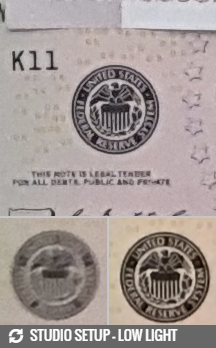 K11
UNITED STATES
FEDERAL RESERVE SYSTEM
THIS NOTE IS LEGAL TENDER
FOR ALL DEBTS, PUBLIC AND PRIVATE
UNITED STATES
FEDERAL RESERVE SYSTEM
STUDIO SETUP - LOW LIGHT